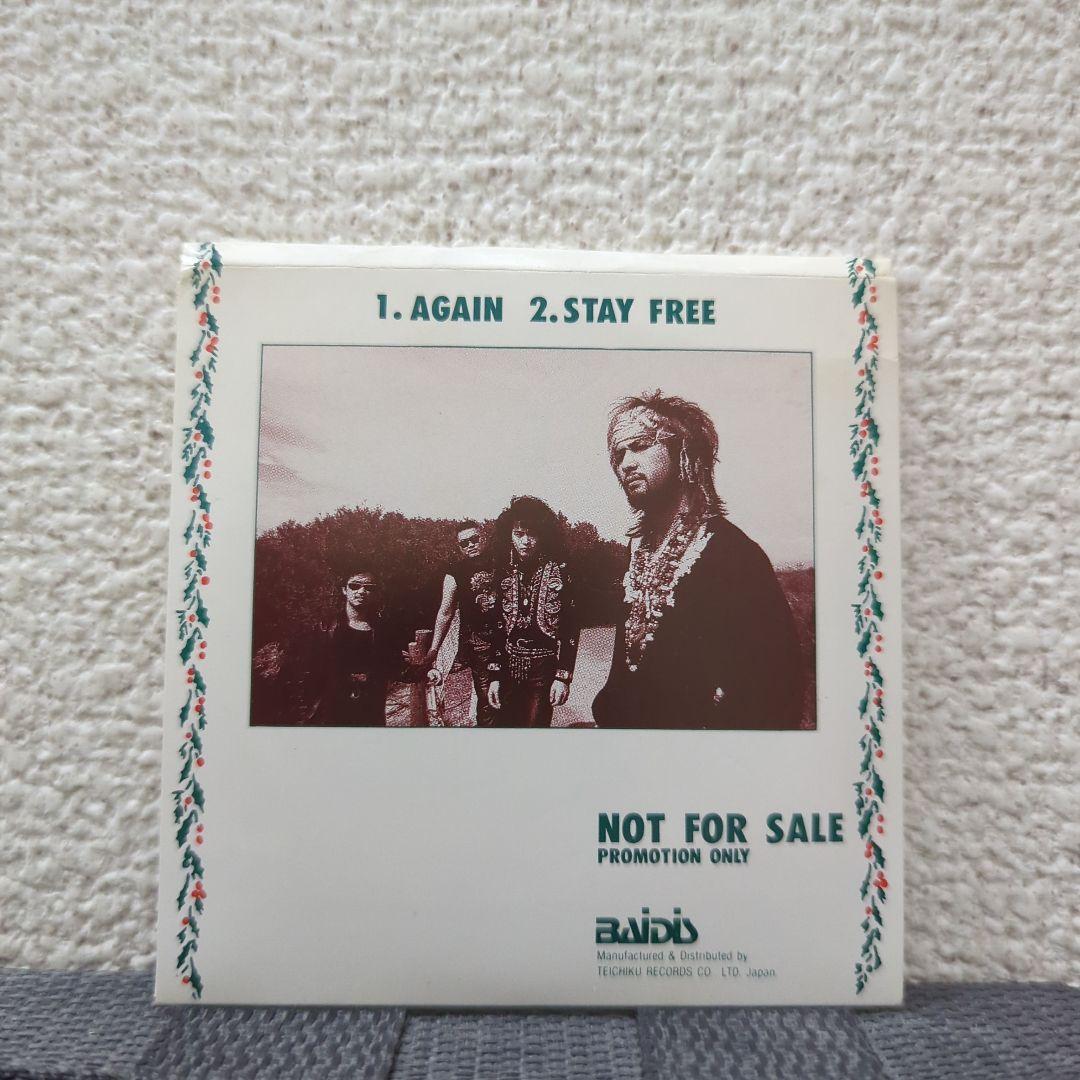 1. AGAIN 2. STAY FREE
NOT FOR SALE
PROMOTION ONLY
BAiDiS
Manufactured & Distributed by
TEICHIKU RECORDS CO. LTD. Japan.